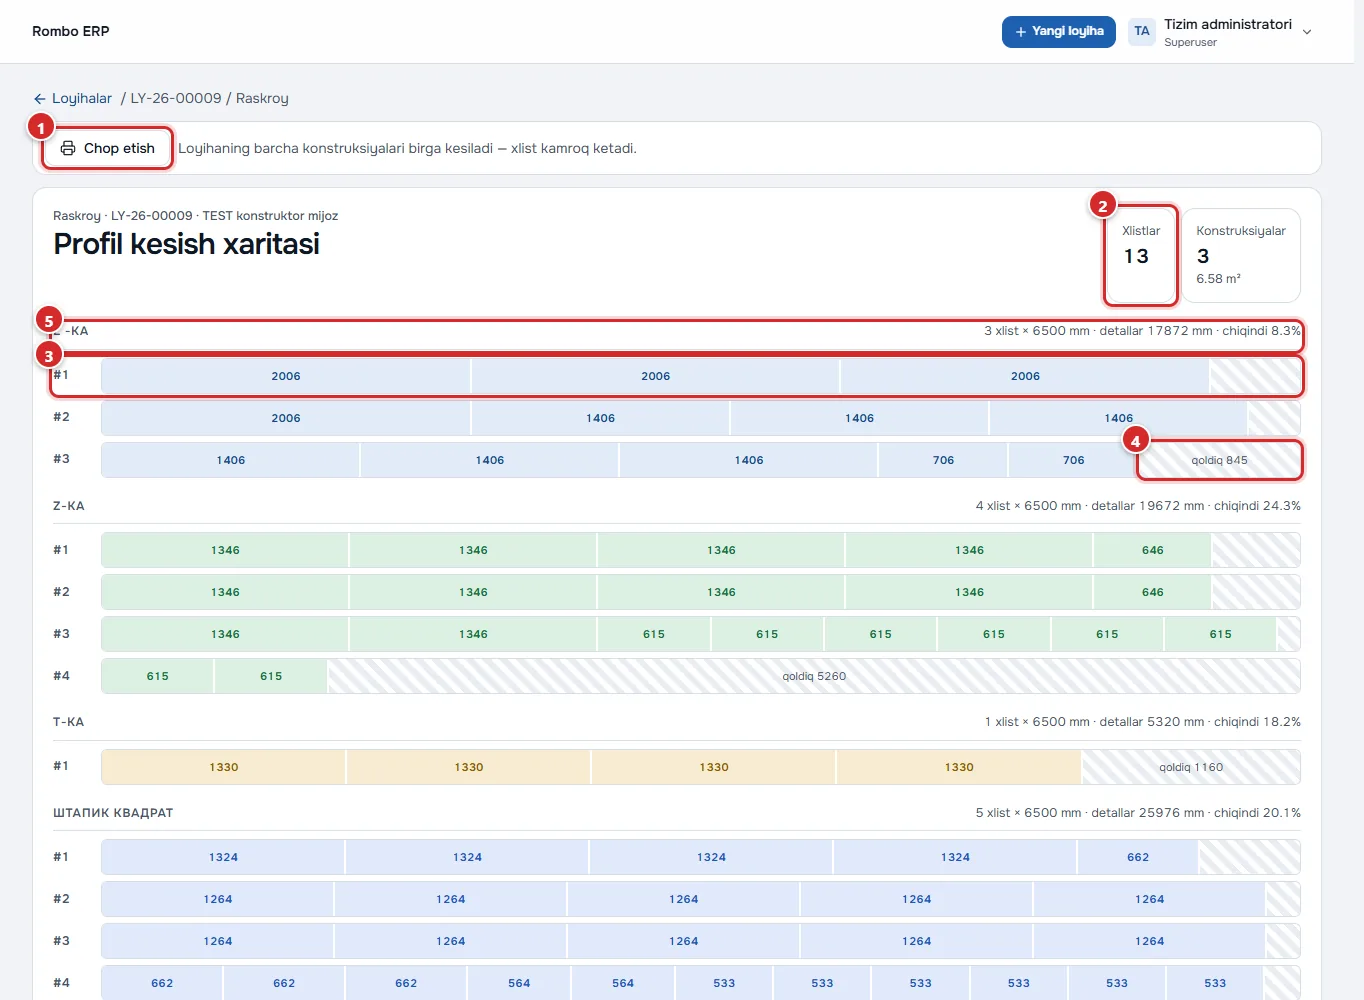 Rombo ERP
+ Yangi loyiha
TA
Tizim administratori
Superuser
← Loyihalar / LY-26-00009 / Raskroy
1
Chop etish
Loyihaning barcha konstruksiyalari birga kesiladi — xlist kamroq ketadi.
Raskroy · LY-26-00009 · TEST konstruktor mijoz
Profil kesish xaritasi
2
Xlistlar
13
Konstruksiyalar
3
6.58 m²
5
-KA
3 xlist × 6500 mm · detallar 17872 mm · chiqindi 8.3%
3
#1 2006 2006 2006
#2 2006 1406 1406 1406
4
#3 1406 1406 1406 706 706 qoldiq 845
Z-KA
4 xlist × 6500 mm · detallar 19672 mm · chiqindi 24.3%
#1 1346 1346 1346 1346 646
#2 1346 1346 1346 1346 646
#3 1346 1346 615 615 615 615 615 615
#4 615 615 qoldiq 5260
T-KA
1 xlist × 6500 mm · detallar 5320 mm · chiqindi 18.2%
#1 1330 1330 1330 1330 qoldiq 1160
ШТАПИК КВАДРАТ
5 xlist × 6500 mm · detallar 25976 mm · chiqindi 20.1%
#1 1324 1324 1324 1324 662
#2 1264 1264 1264 1264 1264
#3 1264 1264 1264 1264 1264
#4 662 662 662 564 564 533 533 533 533 533 533